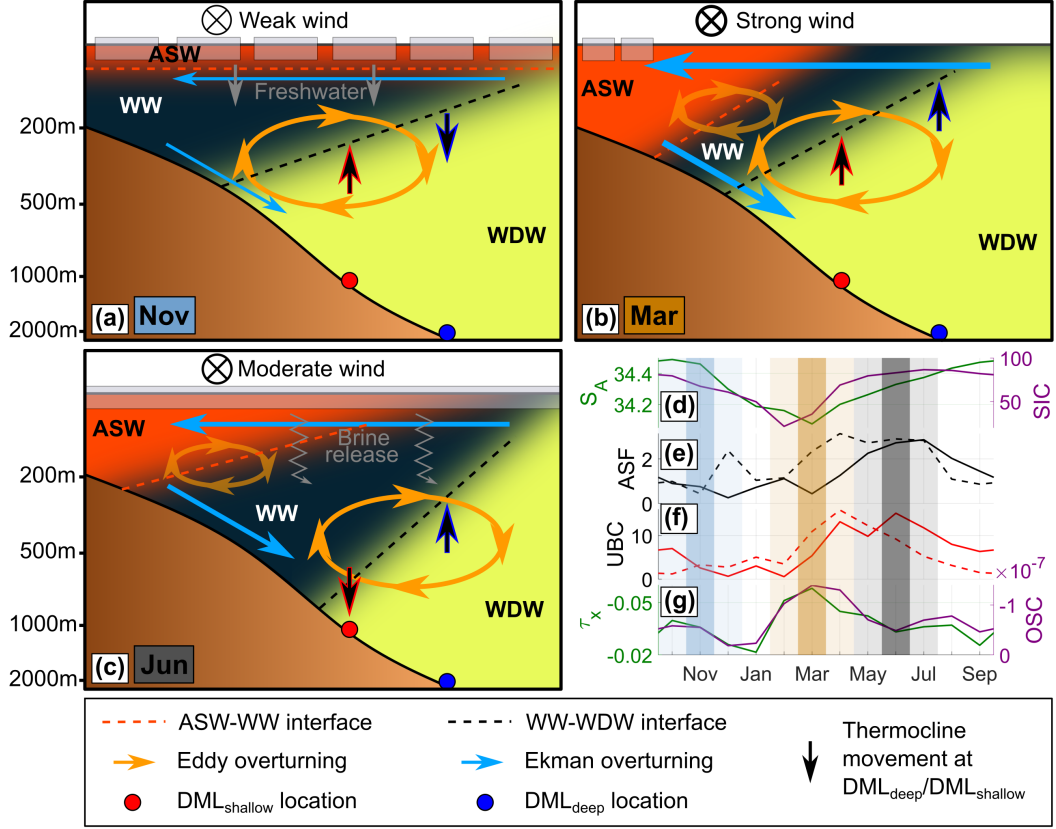 Weak wind
ASW
WW
Freshwater
200m
500m
WDW
1000m
2000m
(a) Nov
Strong wind
ASW
WW
WDW
(b) Mar
Moderate wind
ASW
Brine
release
200m
WW
500m
WDW
1000m
2000m
(c) Jun
S_A
34.4
34.2
(d)
100
50
SIC
ASF
2
0
(e)
UBC
10
0
(f)
×10⁻⁷
τ_x
-0.05
-0.02
(g)
-1
0
OSC
Nov Jan Mar May Jul Sep
ASW-WW interface
WW-WDW interface
Eddy overturning
Ekman overturning
DML_shallow location
DML_deep location
Thermocline
movement at
DML_deep/DML_shallow